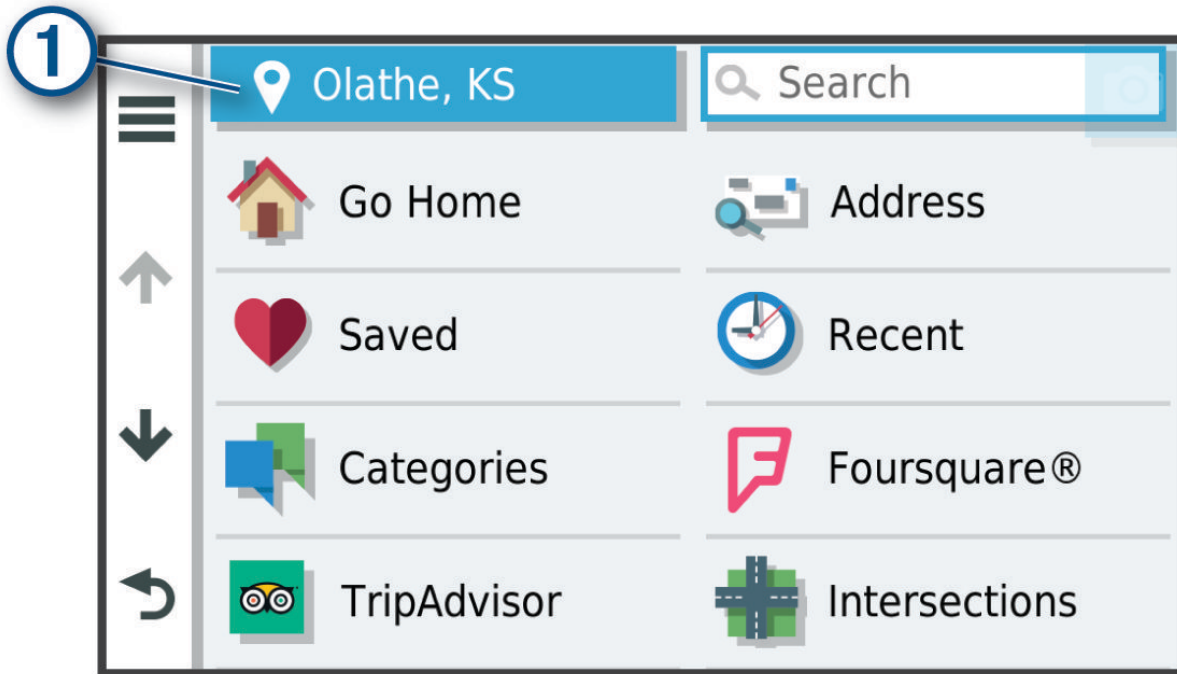 1
Olathe, KS
Search
Go Home
Address
Saved
Recent
Categories
Foursquare®
TripAdvisor
Intersections